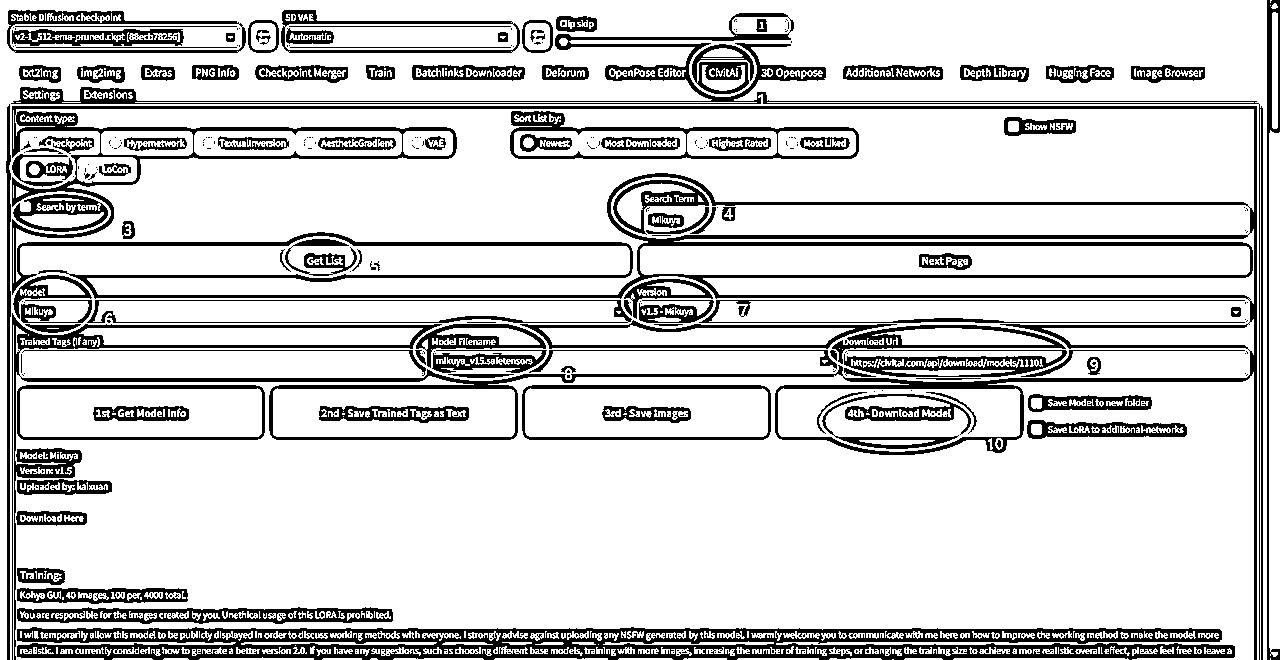 Stable Diffusion checkpoint SD VAE Clip skip 1
v2-1_512-ema-pruned.ckpt [88ecb78256] Automatic
txt2img img2img Extras PNG Info Checkpoint Merger Train Batchlinks Downloader Deforum OpenPose Editor CivitAi 3D Openpose Additional Networks Depth Library Hugging Face Image Browser
Settings Extensions 1
Content type: Sort List by: Show NSFW
Checkpoint Hypernetwork TextualInversion AestheticGradient VAE Newest Most Downloaded Highest Rated Most Liked
LORA 2 LoCon
Search by term? 3 Search Term 4
Mikuya
Get List 5 Next Page
Model Version
Mikuya 6 v1.5 - Mikuya 7
Trained Tags (if any) Model Filename Download Url
mikuya_v15.safetensors 8 https://civitai.com/api/download/models/11101 9
1st - Get Model Info 2nd - Save Trained Tags as Text 3rd - Save Images 4th - Download Model Save Model to new folder
10 Save LoRA to additional-networks
Model: Mikuya
Version: v1.5
Uploaded by: kaixuan
Download Here
Training:
Kohya GUI, 40 images, 100 per, 4000 total.
You are responsible for the images created by you. Unethical usage of this LORA is prohibited.
I will temporarily allow this model to be publicly displayed in order to discuss working methods with everyone. I strongly advise against uploading any NSFW generated by this model. I warmly welcome you to communicate with me here on how to improve the working method to make the model more
realistic. I am currently considering how to generate a better version 2.0. If you have any suggestions, such as choosing different base models, training with more images, increasing the number of training steps, or changing the training size to achieve a more realistic overall effect, please feel free to leave a